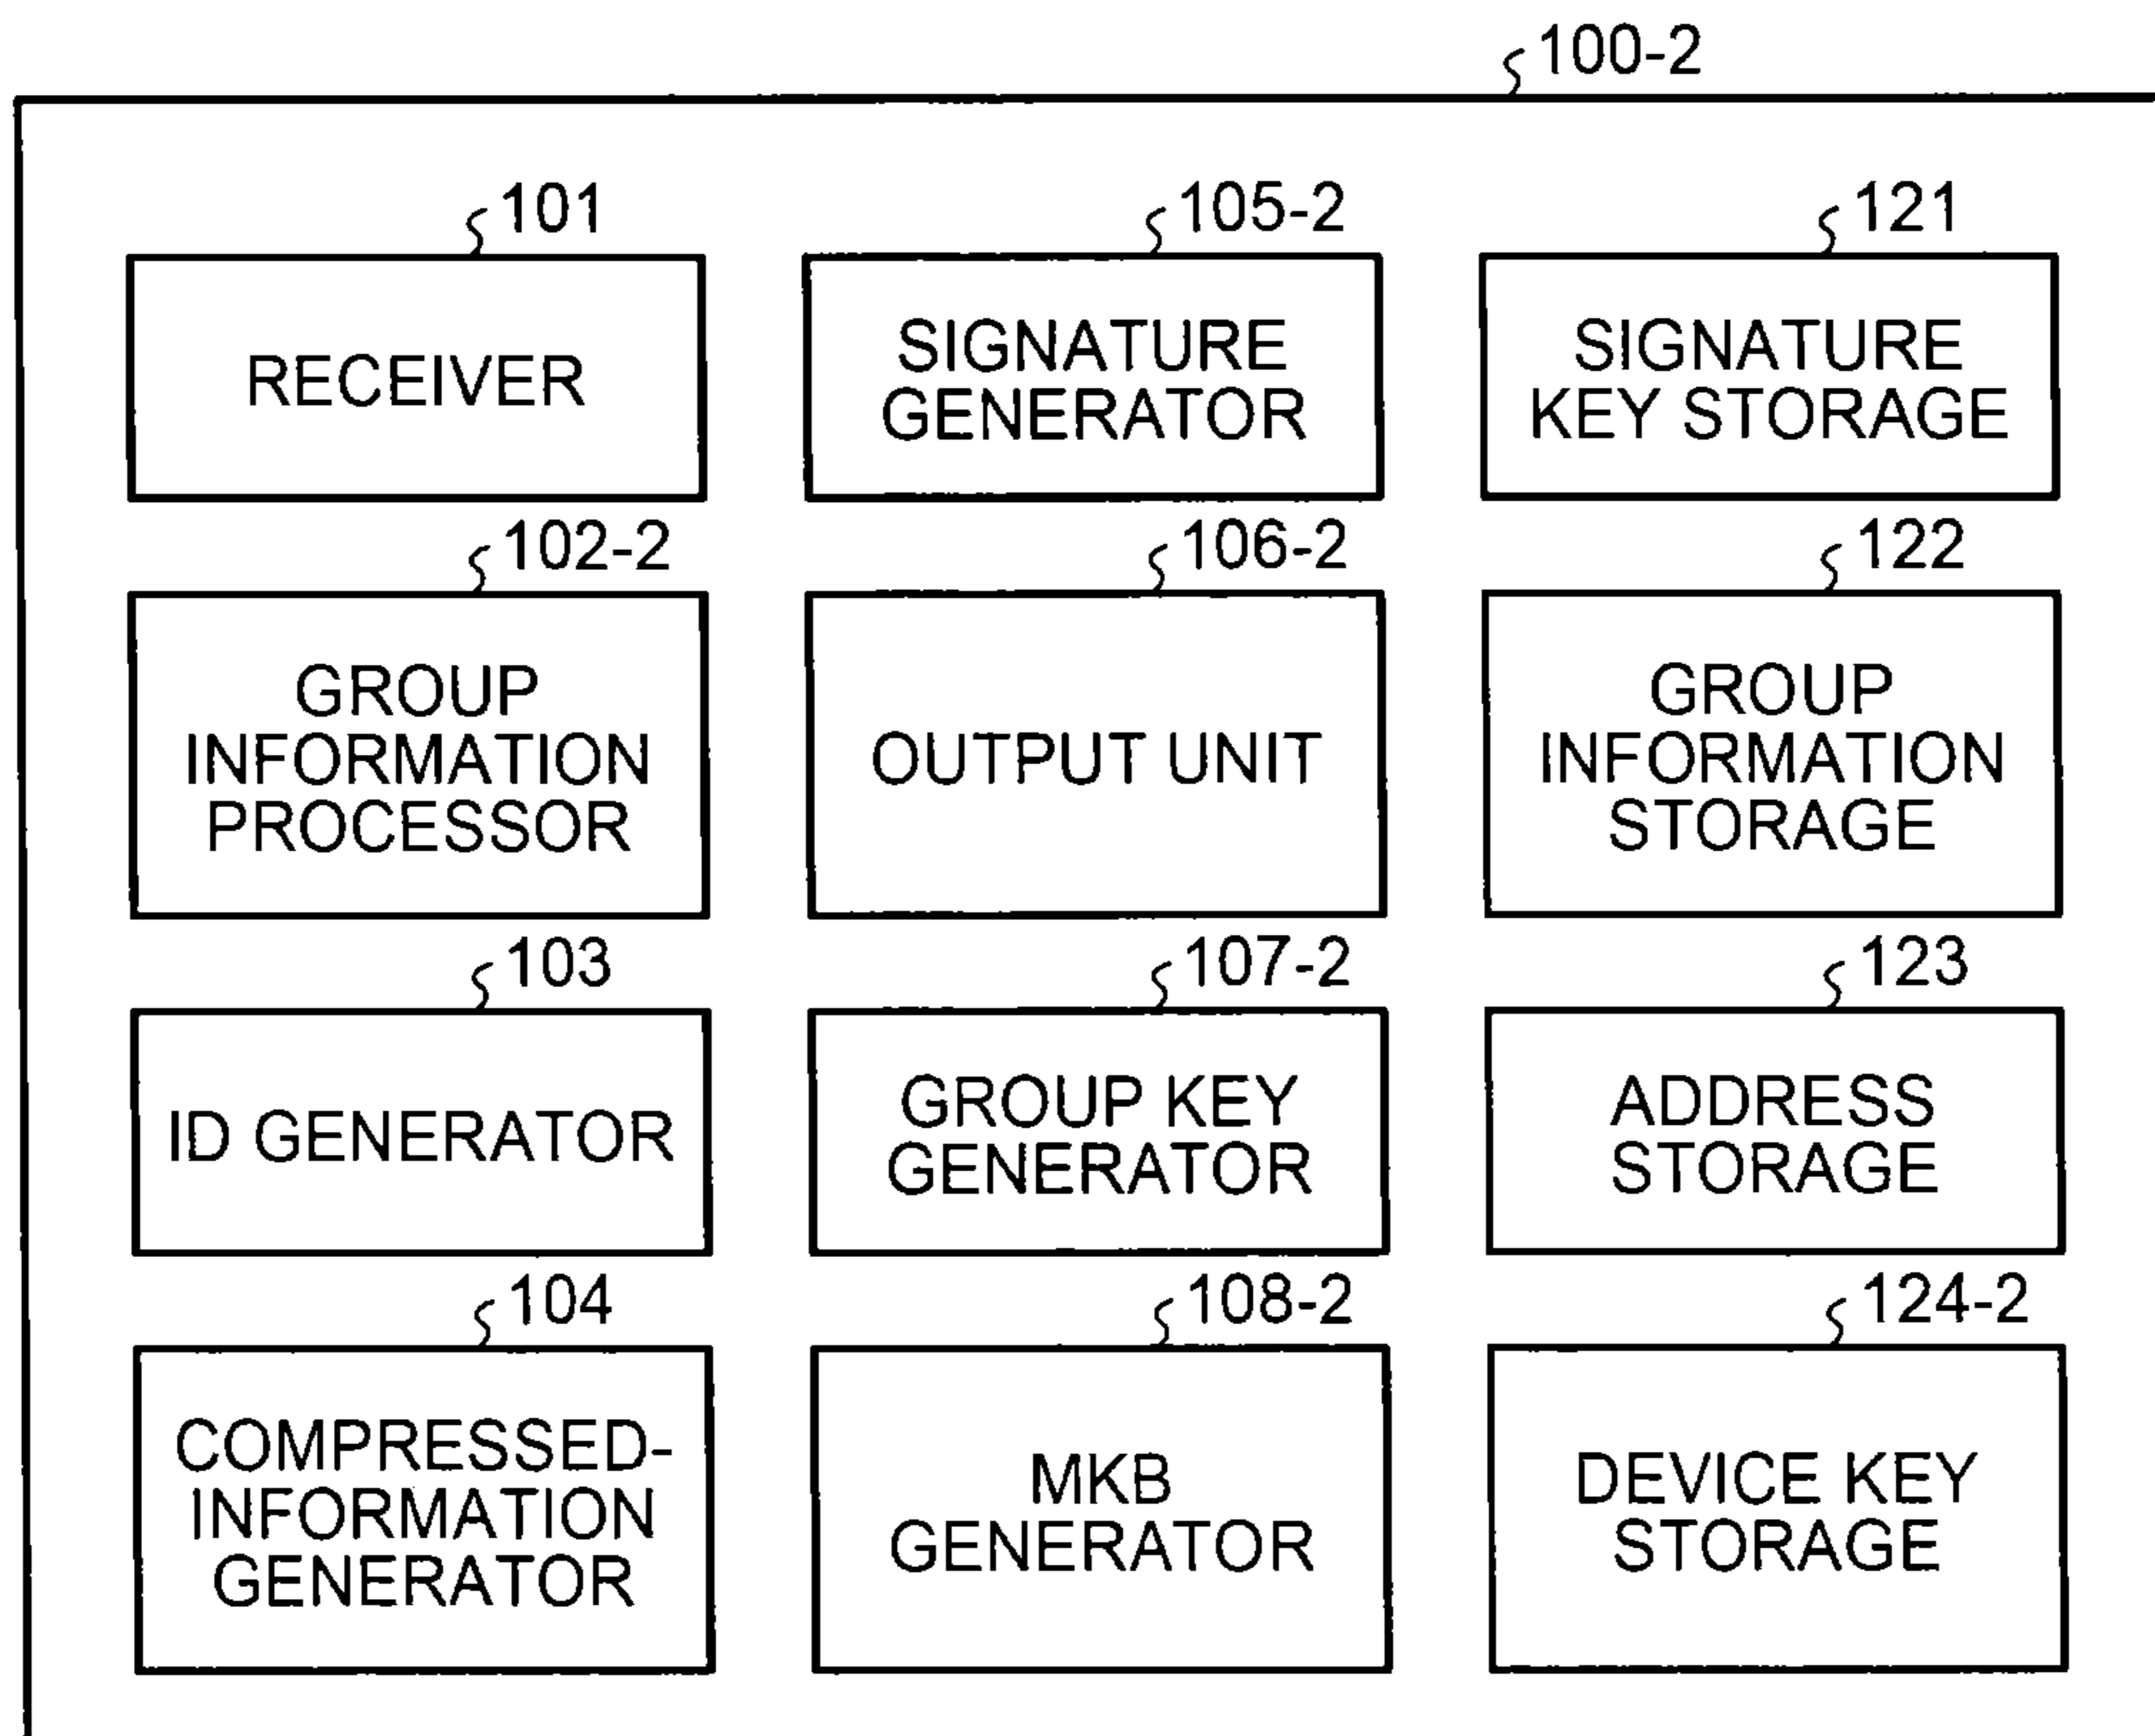 100-2
101
RECEIVER
105-2
SIGNATURE
GENERATOR
121
SIGNATURE
KEY STORAGE
102-2
GROUP
INFORMATION
PROCESSOR
106-2
OUTPUT UNIT
122
GROUP
INFORMATION
STORAGE
103
ID GENERATOR
107-2
GROUP KEY
GENERATOR
123
ADDRESS
STORAGE
104
COMPRESSED-
INFORMATION
GENERATOR
108-2
MKB
GENERATOR
124-2
DEVICE KEY
STORAGE